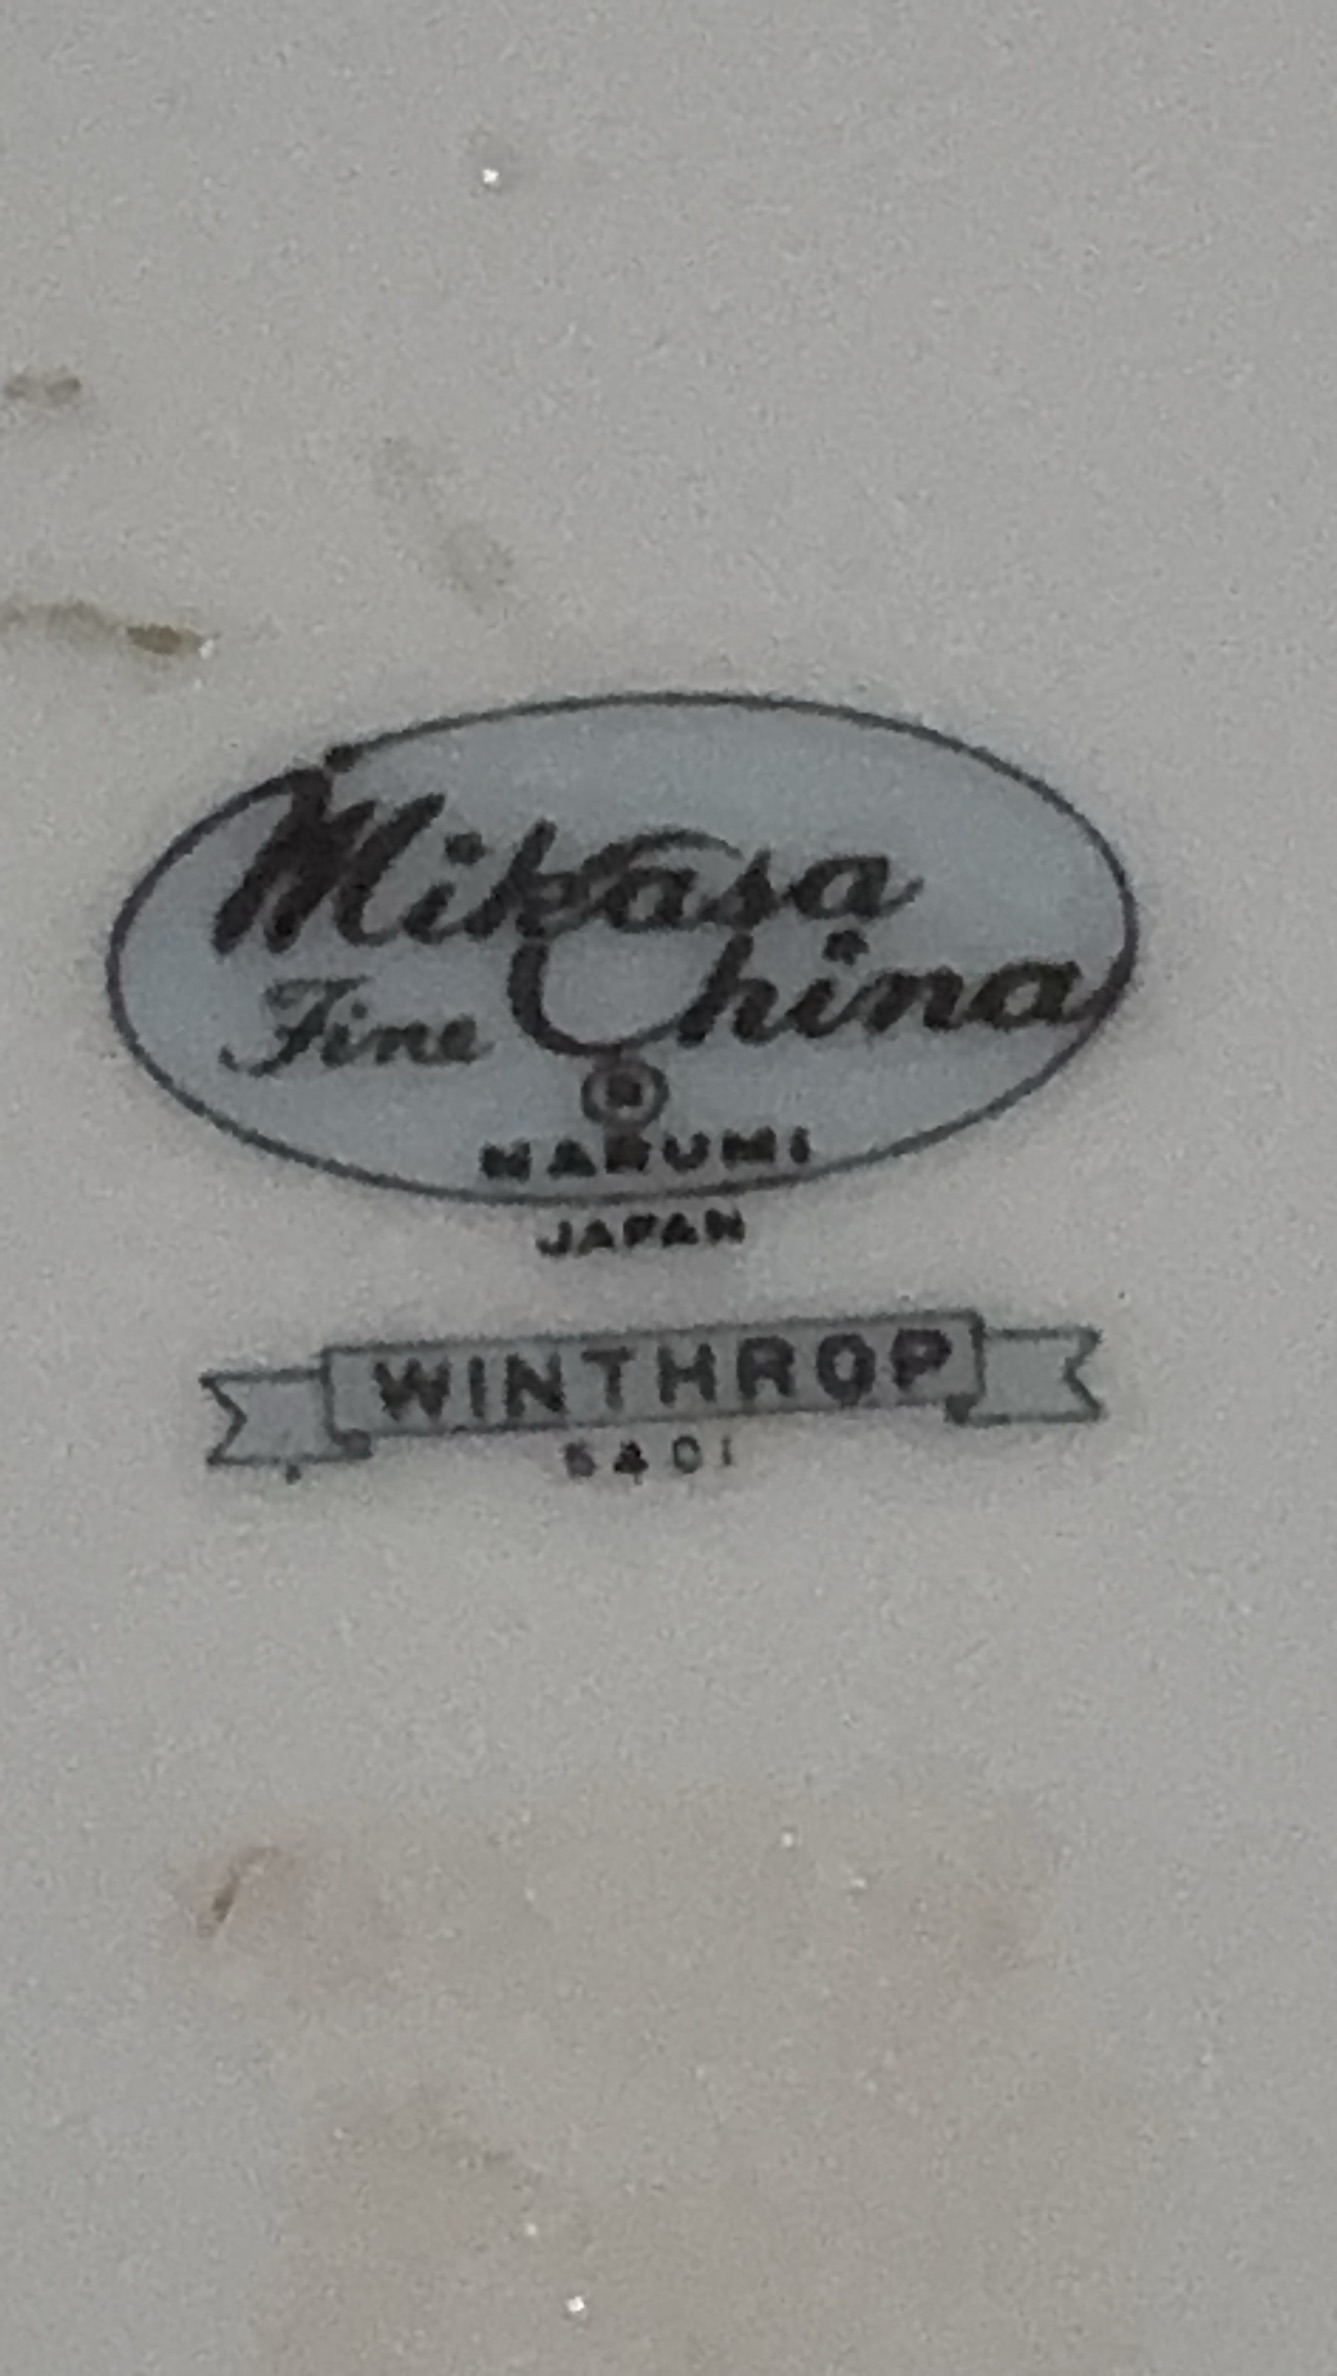 Mikasa
Fine China
N
NARUMI
JAPAN
WINTHROP
5401